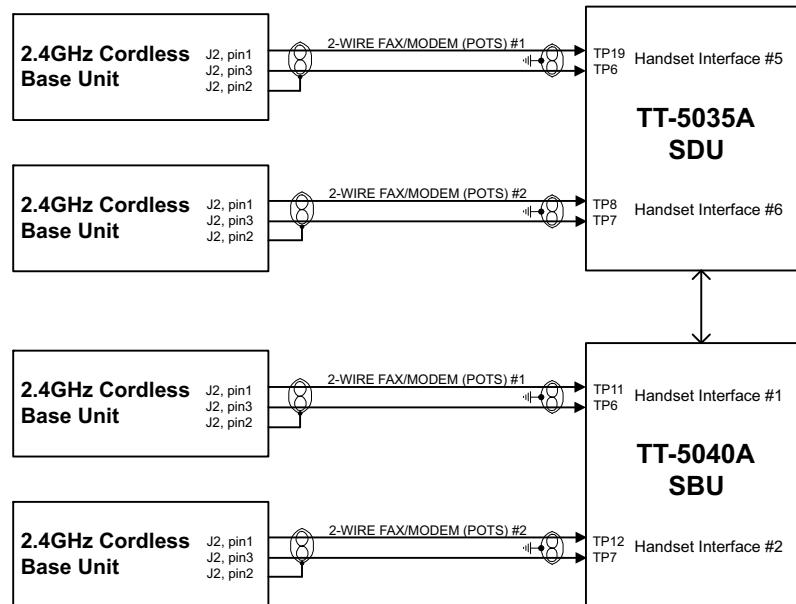 2.4GHz Cordless
Base Unit
J2, pin1
J2, pin3
J2, pin2
2-WIRE FAX/MODEM (POTS) #1
TP19
TP6
Handset Interface #5
TT-5035A
SDU
2.4GHz Cordless
Base Unit
J2, pin1
J2, pin3
J2, pin2
2-WIRE FAX/MODEM (POTS) #2
TP8
TP7
Handset Interface #6
2.4GHz Cordless
Base Unit
J2, pin1
J2, pin3
J2, pin2
2-WIRE FAX/MODEM (POTS) #1
TP11
TP6
Handset Interface #1
TT-5040A
SBU
2.4GHz Cordless
Base Unit
J2, pin1
J2, pin3
J2, pin2
2-WIRE FAX/MODEM (POTS) #2
TP12
TP7
Handset Interface #2